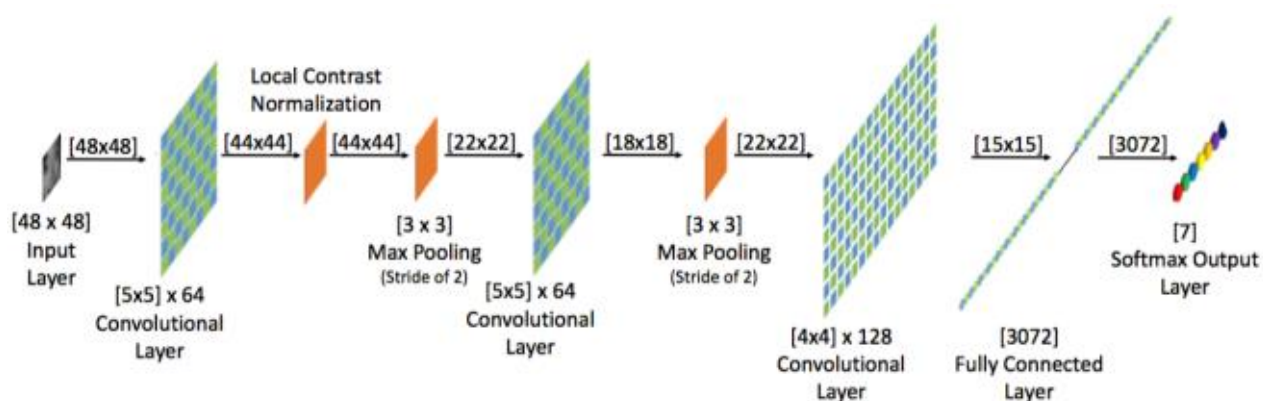 Local Contrast
Normalization
[48x48]
[44x44]
[44x44]
[22x22]
[18x18]
[22x22]
[15x15]
[3072]
[48 x 48]
Input
Layer
[5x5] x 64
Convolutional
Layer
[3 x 3]
Max Pooling
(Stride of 2)
[5x5] x 64
Convolutional
Layer
[3 x 3]
Max Pooling
(Stride of 2)
[4x4] x 128
Convolutional
Layer
[3072]
Fully Connected
Layer
[7]
Softmax Output
Layer